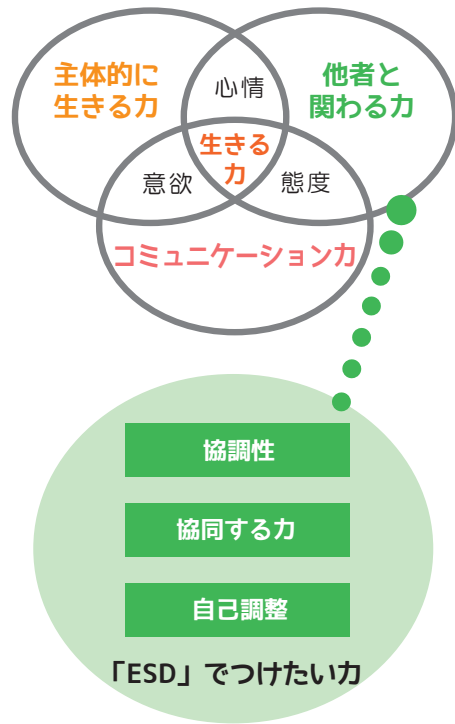 主体的に
生きる力
心情
他者と
関わる力
生きる
力
意欲
態度
コミュニケーション力
協調性
協同する力
自己調整
「ESD」でつけたい力